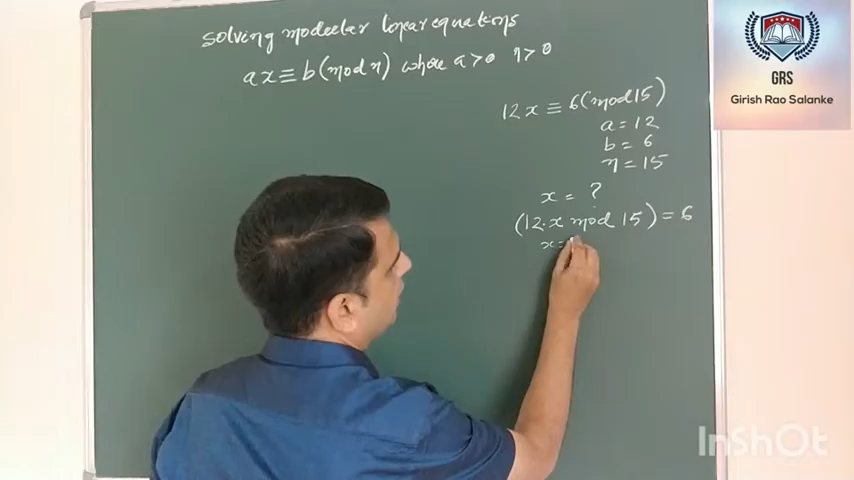 solving modular linear equations
ax ≡ b (mod n) where a > 0 n > 0
12x ≡ 6 (mod 15)
a = 12
b = 6
n = 15
x = ?
(12·x mod 15) = 6
x =
GRS
Girish Rao Salanke
InShOt